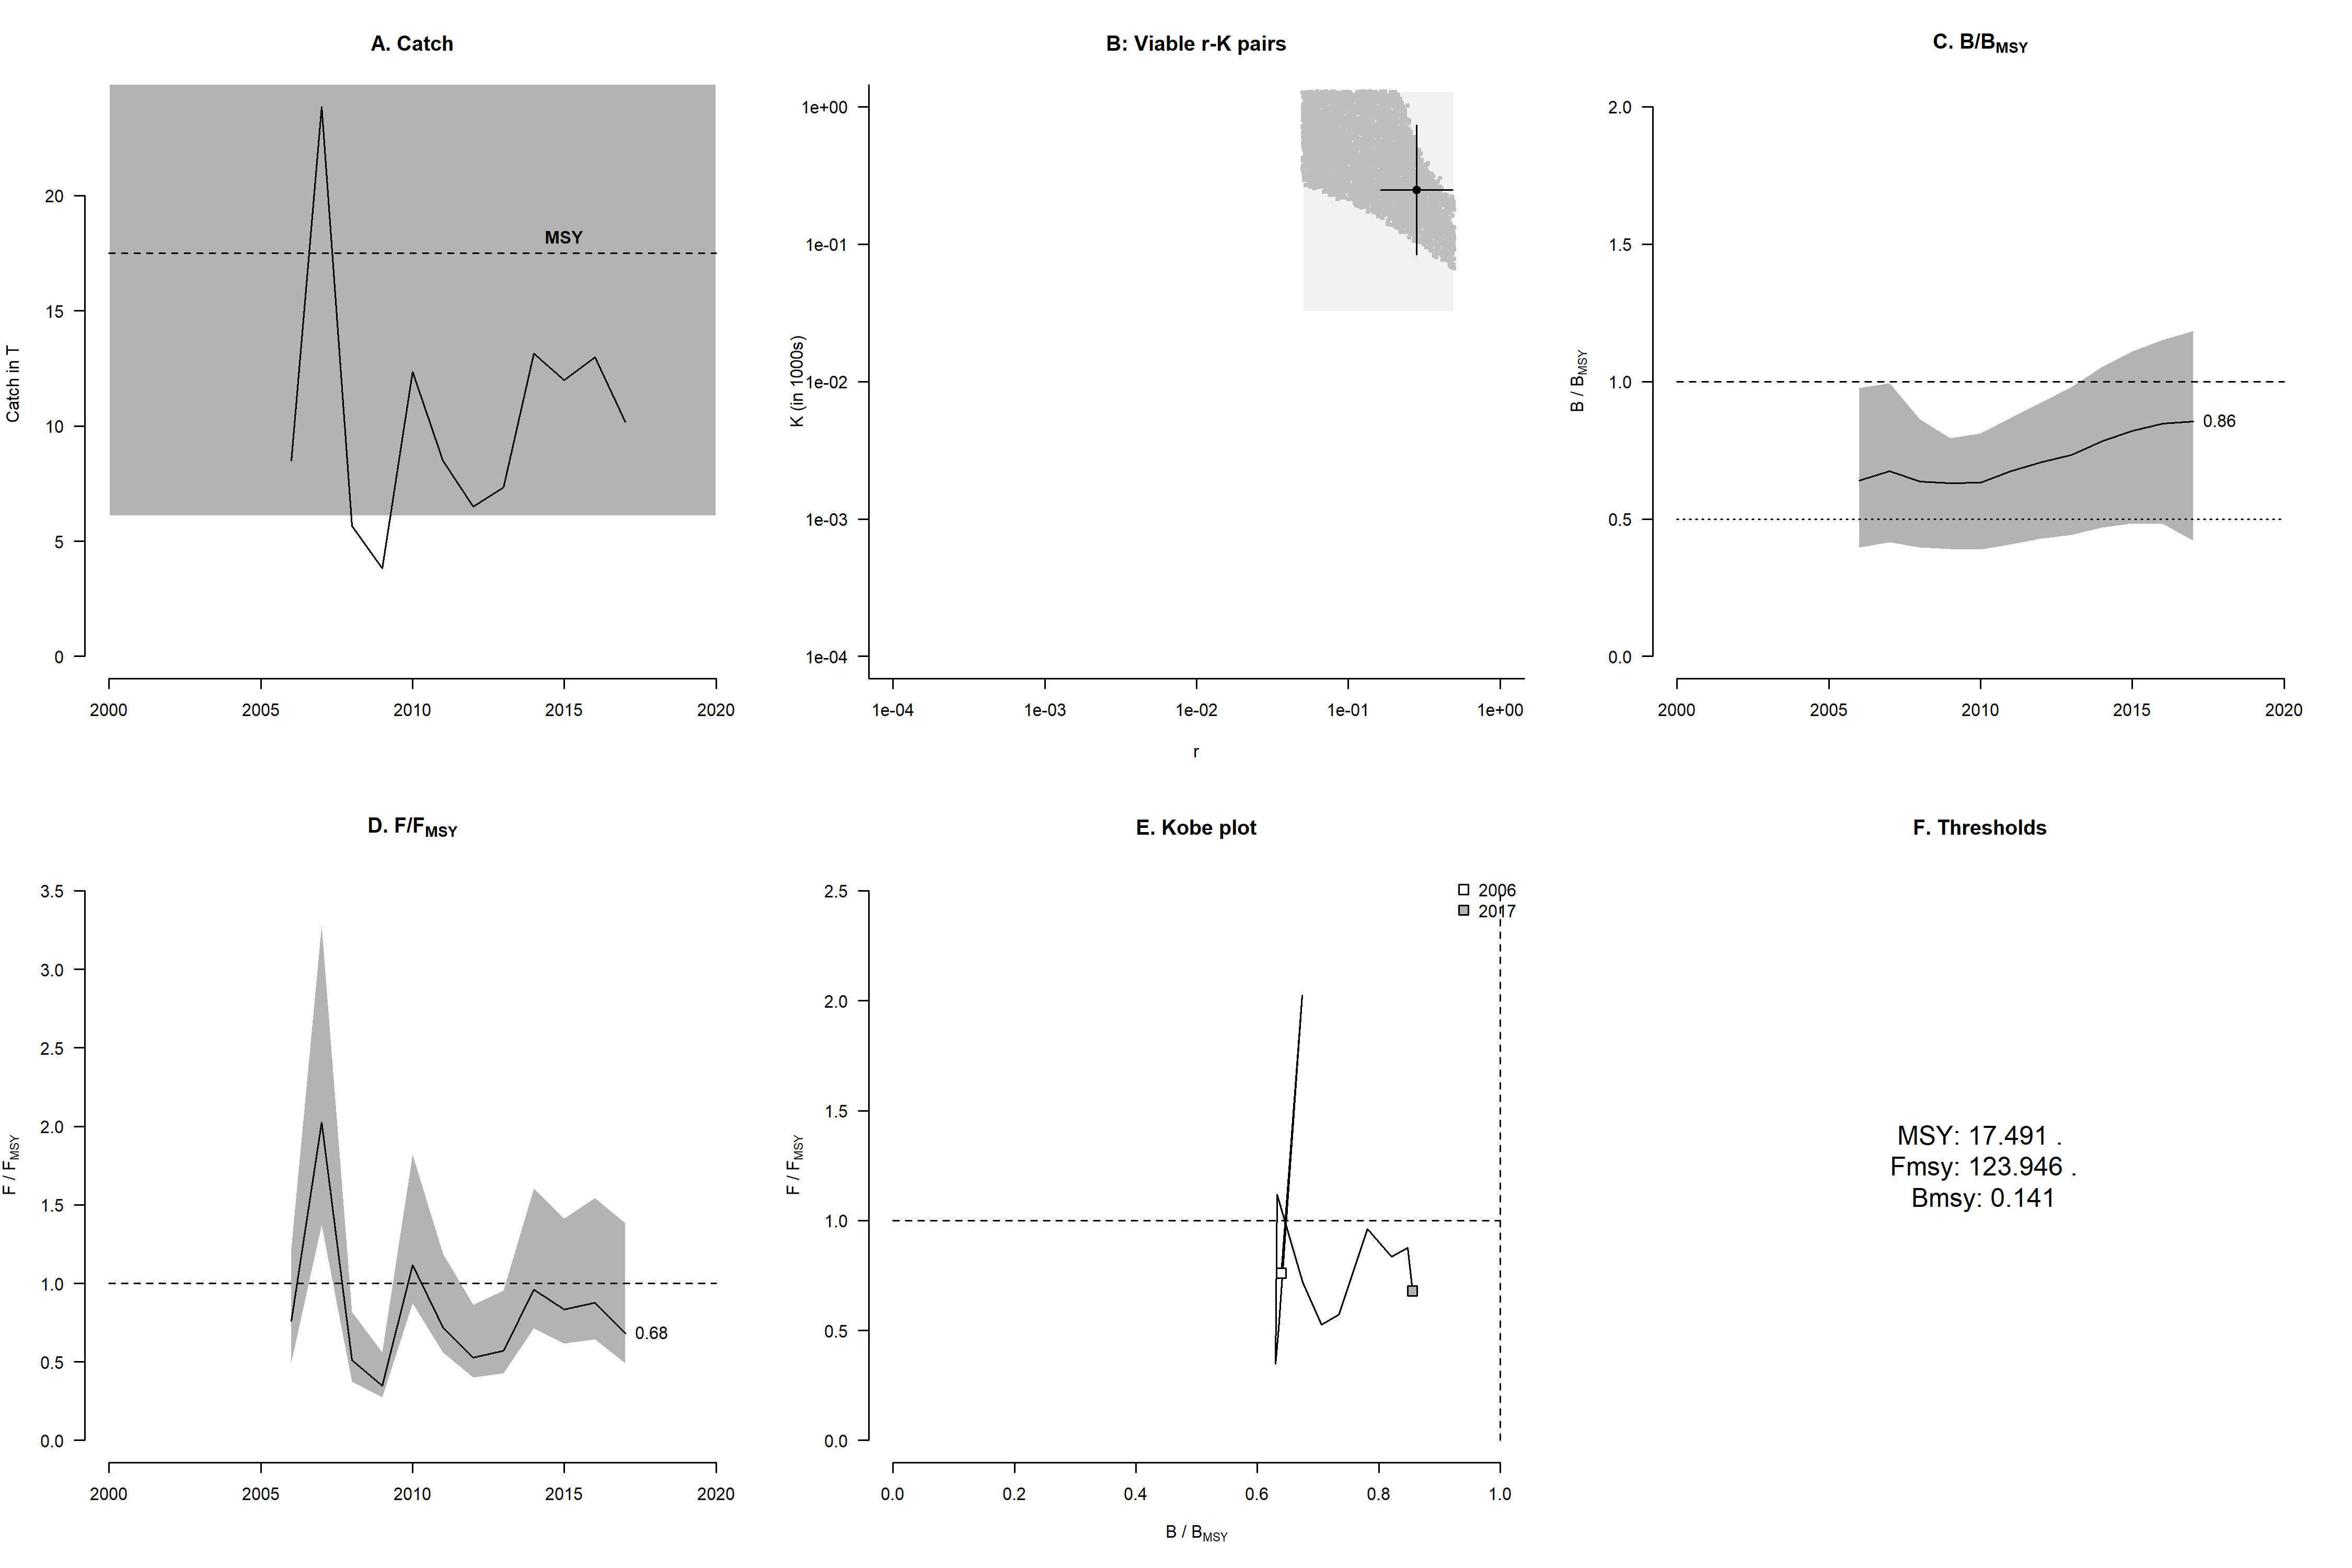 A. Catch
Catch in T
20
15
10
5
0
MSY
2000 2005 2010 2015 2020
B: Viable r-K pairs
K (in 1000s)
1e+00
1e-01
1e-02
1e-03
1e-04
1e-04 1e-03 1e-02 1e-01 1e+00
r
C. B/BMSY
B / BMSY
2.0
1.5
1.0
0.5
0.0
0.86
2000 2005 2010 2015 2020
D. F/FMSY
F / FMSY
3.5
3.0
2.5
2.0
1.5
1.0
0.5
0.0
0.68
2000 2005 2010 2015 2020
E. Kobe plot
F / FMSY
2.5
2.0
1.5
1.0
0.5
0.0
2006
2017
0.0 0.2 0.4 0.6 0.8 1.0
B / BMSY
F. Thresholds
MSY: 17.491 .
Fmsy: 123.946 .
Bmsy: 0.141